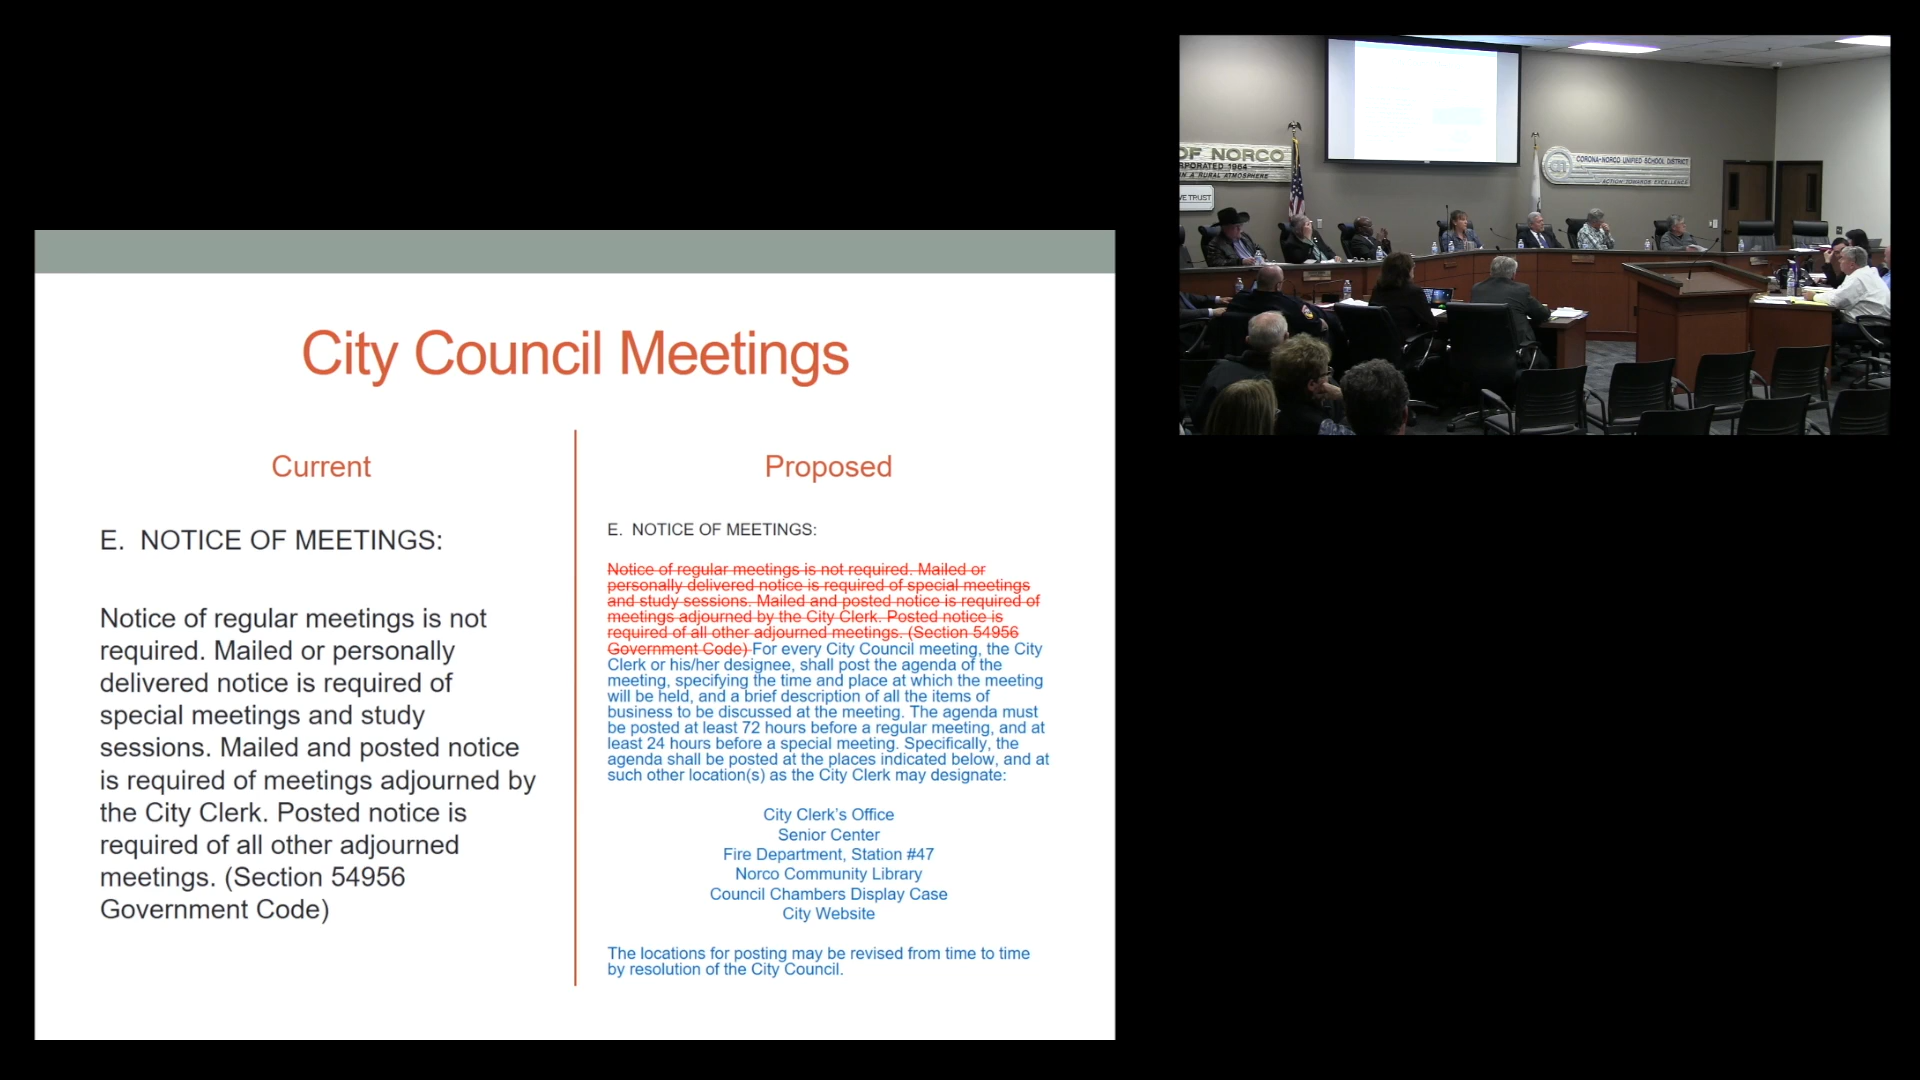 City Council Meetings
Current
E. NOTICE OF MEETINGS:
Notice of regular meetings is not
required. Mailed or personally
delivered notice is required of
special meetings and study
sessions. Mailed and posted notice
is required of meetings adjourned by
the City Clerk. Posted notice is
required of all other adjourned
meetings. (Section 54956
Government Code)
Proposed
E. NOTICE OF MEETINGS:
Notice of regular meetings is not required. Mailed or
personally delivered notice is required of special meetings
and study sessions. Mailed and posted notice is required of
meetings adjourned by the City Clerk. Posted notice is
required of all other adjourned meetings. (Section 54956
Government Code) For every City Council meeting, the City
Clerk or his/her designee, shall post the agenda of the
meeting, specifying the time and place at which the meeting
will be held, and a brief description of all the items of
business to be discussed at the meeting. The agenda must
be posted at least 72 hours before a regular meeting, and at
least 24 hours before a special meeting. Specifically, the
agenda shall be posted at the places indicated below, and at
such other location(s) as the City Clerk may designate:
City Clerk's Office
Senior Center
Fire Department, Station #47
Norco Community Library
Council Chambers Display Case
City Website
The locations for posting may be revised from time to time
by resolution of the City Council.
OF NORCO
RPORATED 1964
IN A RURAL ATMOSPHERE
WE TRUST
CORONA-NORCO UNIFIED SCHOOL DISTRICT
ACTION TOWARDS EXCELLENCE